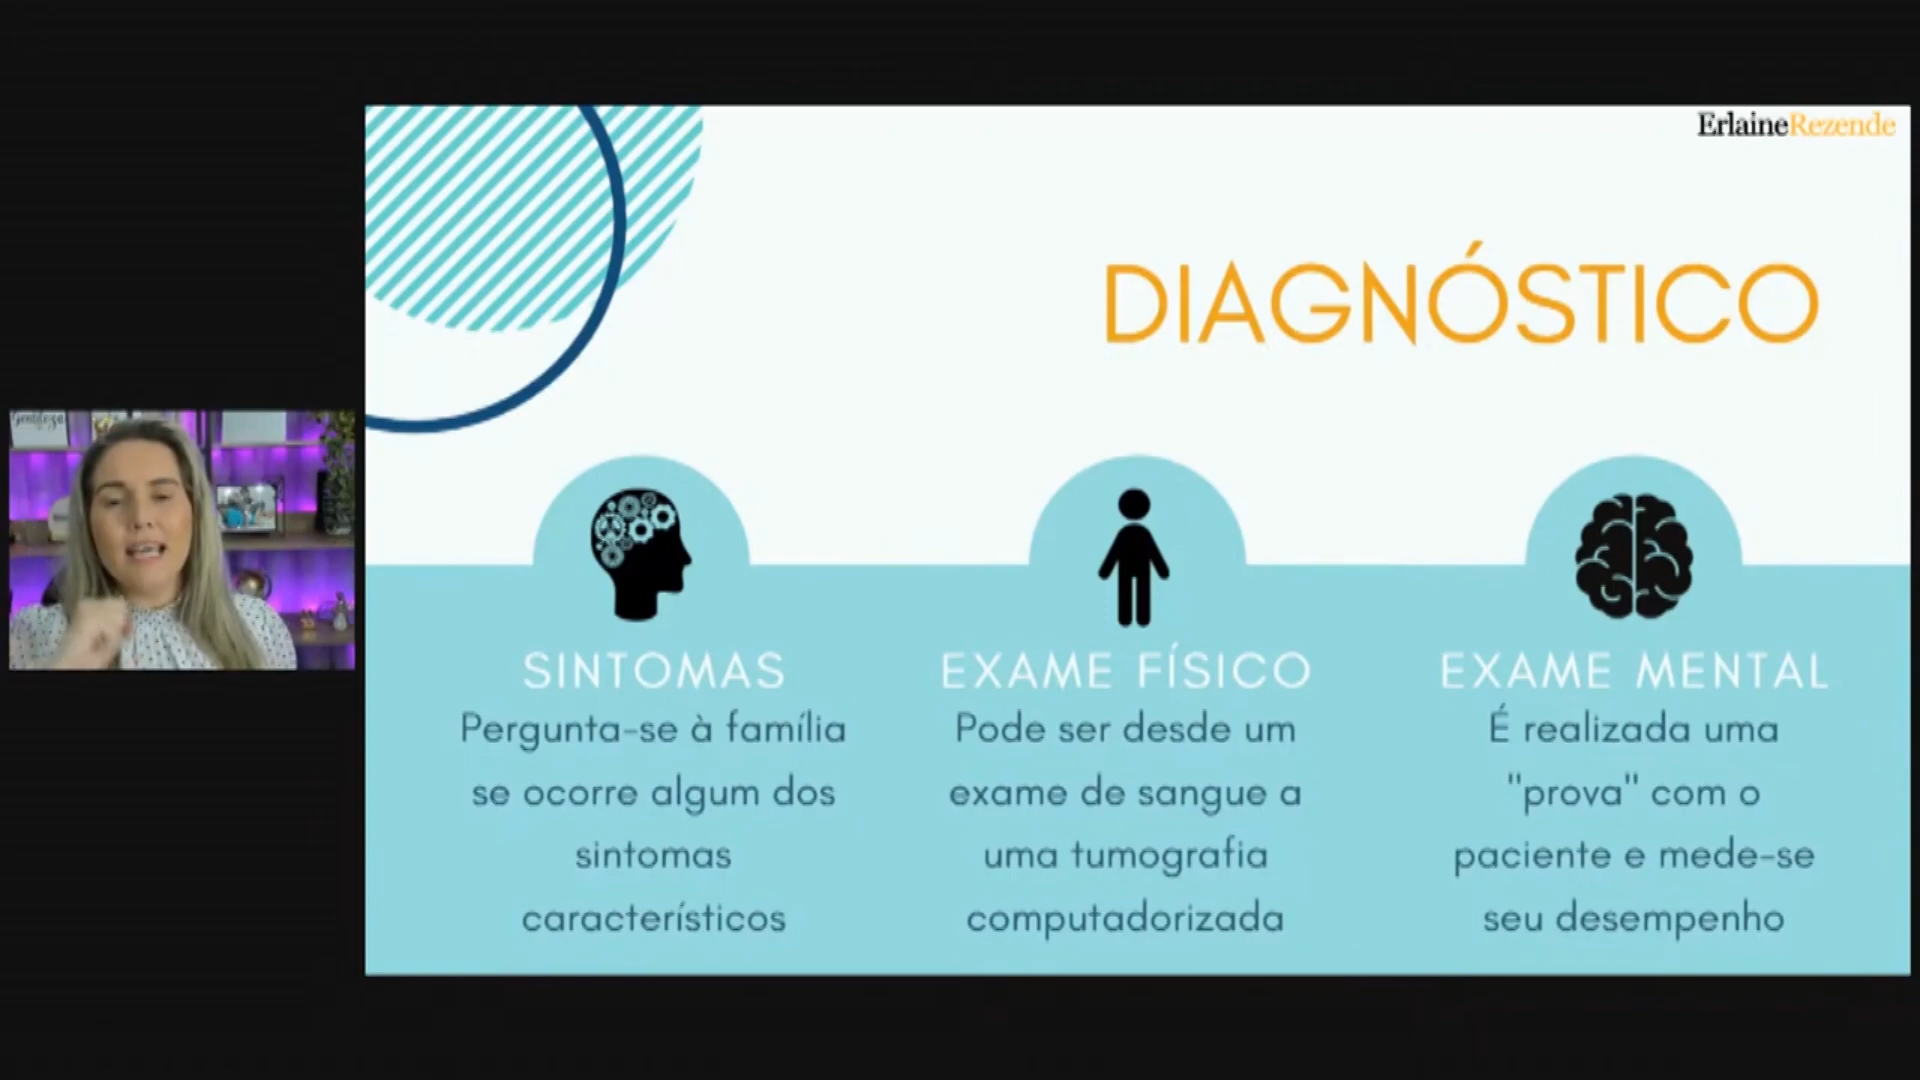 ErlaineRezende
DIAGNÓSTICO
SINTOMAS
Pergunta-se à família
se ocorre algum dos
sintomas
característicos
EXAME FÍSICO
Pode ser desde um
exame de sangue a
uma tumografia
computadorizada
EXAME MENTAL
É realizada uma
"prova" com o
paciente e mede-se
seu desempenho
Gentileza